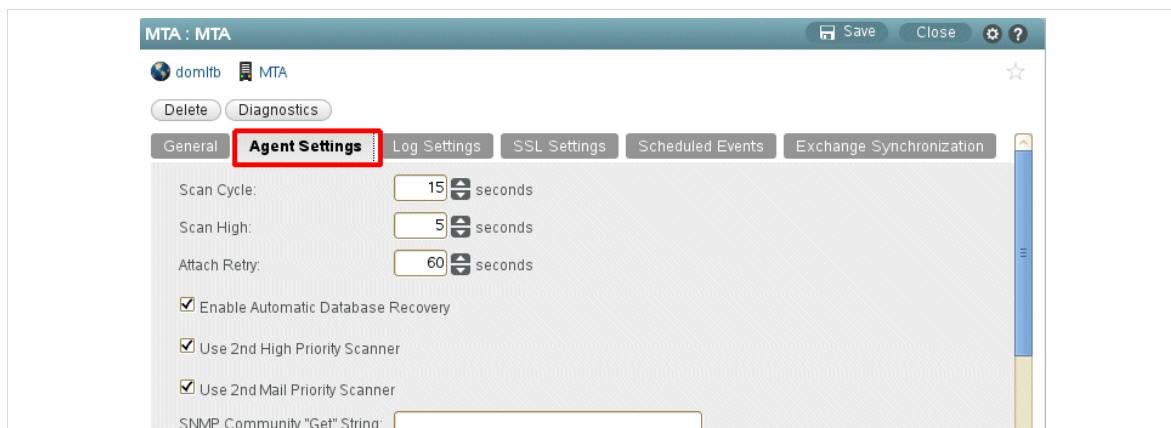 MTA : MTA Save Close ?
domlfb MTA
Delete Diagnostics
General Agent Settings Log Settings SSL Settings Scheduled Events Exchange Synchronization
Scan Cycle: 15 seconds
Scan High: 5 seconds
Attach Retry: 60 seconds
Enable Automatic Database Recovery
Use 2nd High Priority Scanner
Use 2nd Mail Priority Scanner
SNMP Community "Get" String: